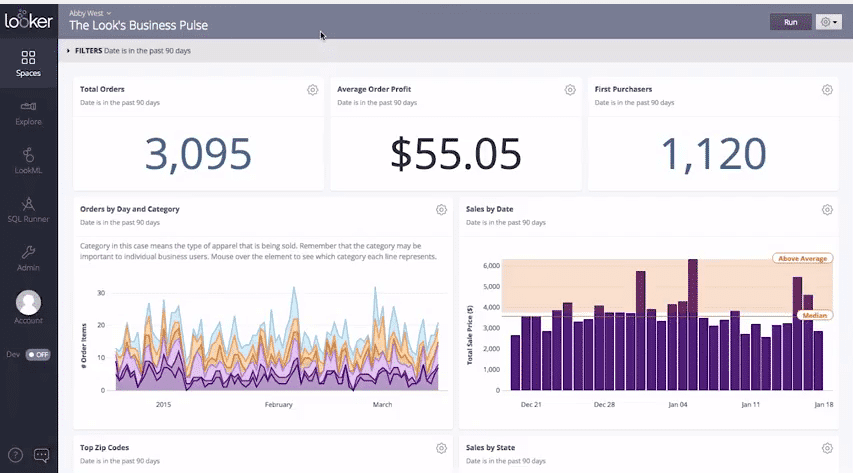 looker
Abby West
The Look's Business Pulse
Run
Spaces
Explore
LookML
SQL Runner
Admin
Account
Dev
OFF
FILTERS Date is in the past 90 days
Total Orders
Date is in the past 90 days
3,095
Average Order Profit
Date is in the past 90 days
$55.05
First Purchasers
Date is in the past 90 days
1,120
Orders by Day and Category
Date is in the past 90 days
Category in this case means the type of apparel that is being sold. Remember that the category may be
important to individual business users. Mouse over the element to see which category each line represents.
# Order Items
30
20
10
0
2015
February
March
Sales by Date
Date is in the past 90 days
Total Sale Price ($)
6,000
5,000
4,000
3,000
2,000
1,000
0
Above Average
Median
Dec 21
Dec 28
Jan 04
Jan 11
Jan 18
Top Zip Codes
Date is in the past 90 days
Sales by State
Date is in the past 90 days
?